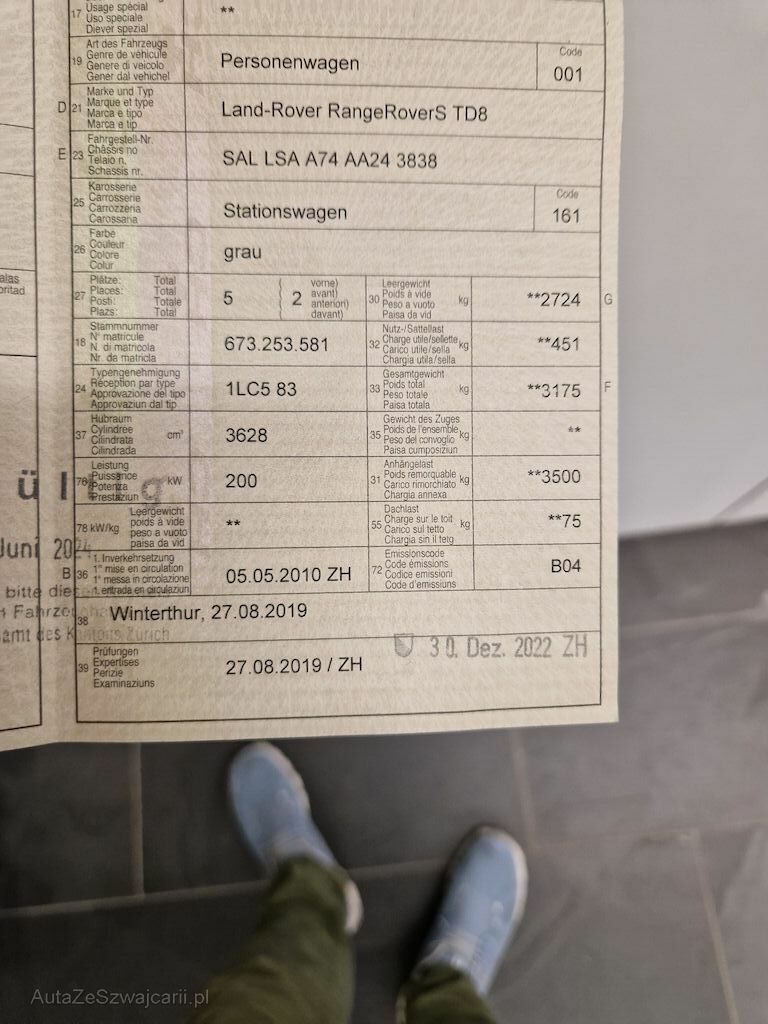 17 Usage spécial
Uso speciale
Diever spezial
**
19 Art des Fahrzeugs
Genre de véhicule
Genere di veicolo
Gener dal vehichel
Personenwagen
Code
001
D 21 Marke und Typ
Marque et type
Marca e tipo
Marca e tip
Land-Rover RangeRoverS TD8
E 23 Fahrgestell-Nr.
Châssis no
Telaio n.
Schassis nr.
SAL LSA A74 AA24 3838
25 Karosserie
Carrosserie
Carrozzeria
Carossaria
Stationswagen
Code
161
26 Farbe
Couleur
Colore
Colur
grau
27 Plätze: Total
Places: Total
Posti: Totale
Plazs: Total
5 ( 2 vorne)
avant)
anteriori)
davant)
30 Leergewicht
Poids à vide
Peso a vuoto
Paisa da vid
kg
**2724 G
18 Stammnummer
N° matricule
N. di matricola
Nr. da matricla
673.253.581
32 Nutz-/Sattellast
Charge utile/sellette
Carico utile/sella
Chargia utila/sella
kg
**451
24 Typengenehmigung
Réception par type
Approvazione del tipo
Approvaziun dal tip
1LC5 83
33 Gesamtgewicht
Poids total
Peso totale
Paisa totala
kg
**3175 F
37 Hubraum
Cylindrée
Cilindrata
Cilindrada
cm³
3628
35 Gewicht des Zuges
Poids de l'ensemble
Peso del convoglio
Paisa cumposiziun
kg
**
76 Leistung
Puissance
Potenza
Prestaziun
kW
200
31 Anhängelast
Poids remorquable
Carico rimorchiato
Chargia annexa
kg
**3500
78 kW/kg Leergewicht
poids à vide
peso a vuoto
paisa da vid
**
55 Dachlast
Charge sur le toit
Carico sul tetto
Chargia sin il tetg
kg
**75
B 36 1. Inverkehrsetzung
1re mise en circulation
1a messa in circolazione
1. entrada en circulaziun
05.05.2010 ZH
72 Emissionscode
Code émissions
Codice emissioni
Code d'emissiuns
B04
38 Winterthur, 27.08.2019
39 Prüfungen
Expertises
Perizie
Examinaziuns
27.08.2019 / ZH
30. Dez. 2022 ZH
ü l t g
Juni 202
bitte die
Fahrze
amt des Kantons Zürich
AutaZeSzwajcarii.pl